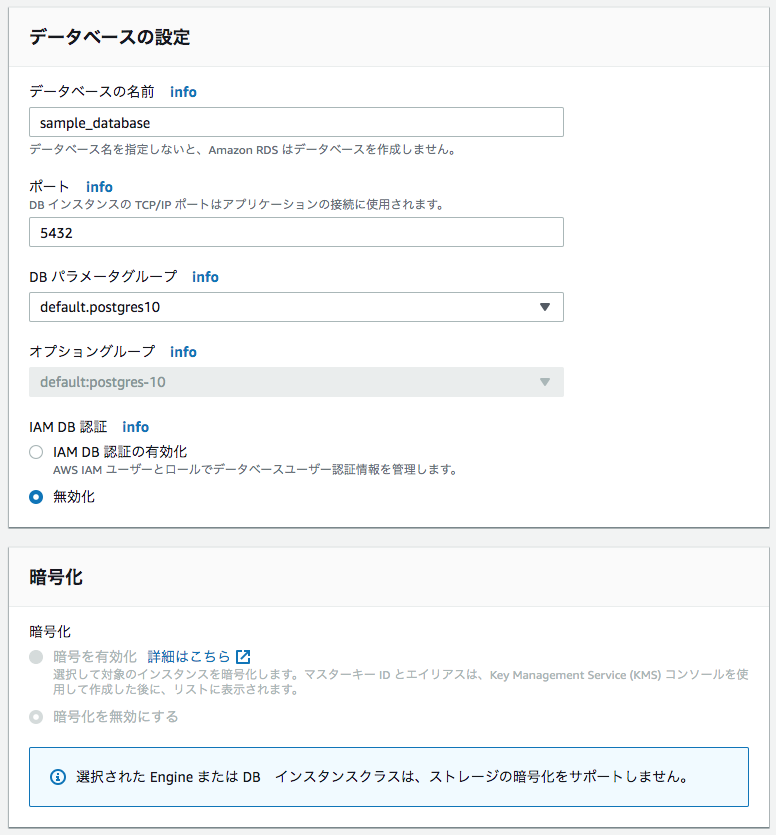 データベースの設定
データベースの名前 info
sample_database
データベース名を指定しないと、Amazon RDS はデータベースを作成しません。
ポート info
DB インスタンスの TCP/IP ポートはアプリケーションの接続に使用されます。
5432
DB パラメータグループ info
default.postgres10
オプショングループ info
default:postgres-10
IAM DB 認証 info
IAM DB 認証の有効化
AWS IAM ユーザーとロールでデータベースユーザー認証情報を管理します。
無効化
暗号化
暗号化
暗号を有効化 詳細はこちら
選択して対象のインスタンスを暗号化します。マスターキー ID とエイリアスは、Key Management Service (KMS) コンソールを使
用して作成した後に、リストに表示されます。
暗号化を無効にする
選択された Engine または DB　インスタンスクラスは、ストレージの暗号化をサポートしません。